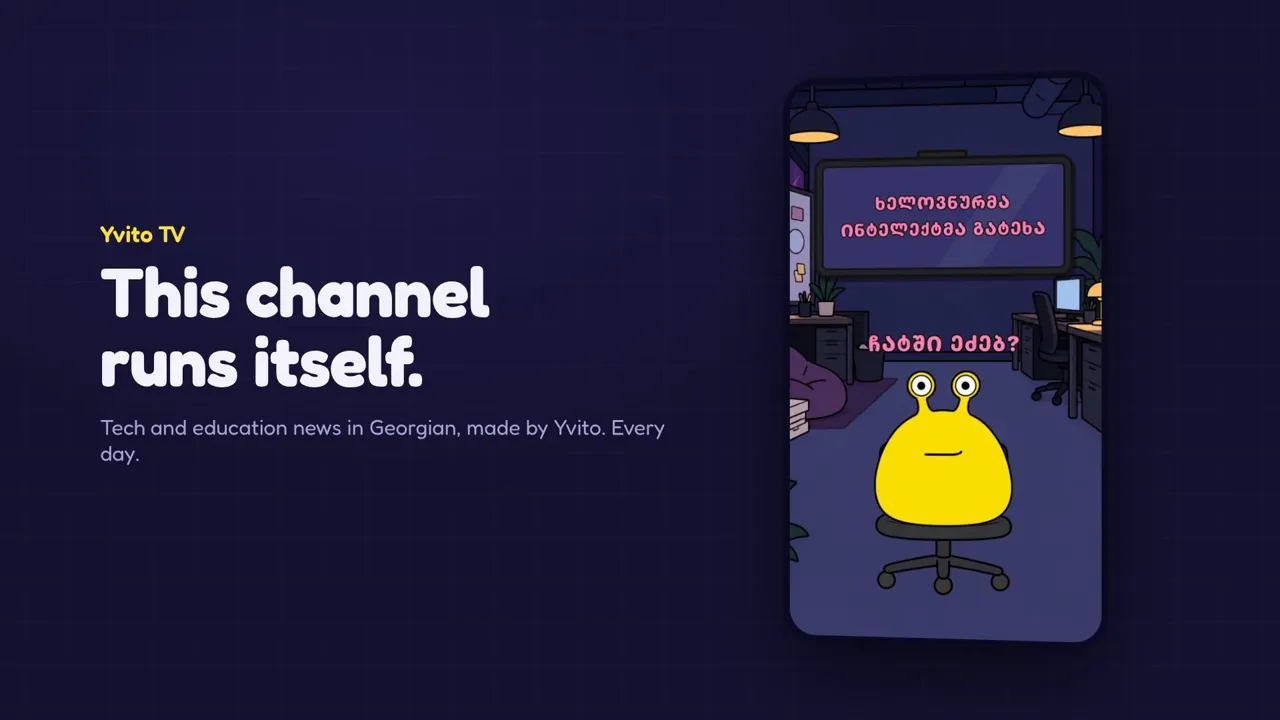 Yvito TV
This channel
runs itself.
Tech and education news in Georgian, made by Yvito. Every
day.
ხელოვნურმა
ინტელექტმა გატეხა
ჩატში ეძებ?